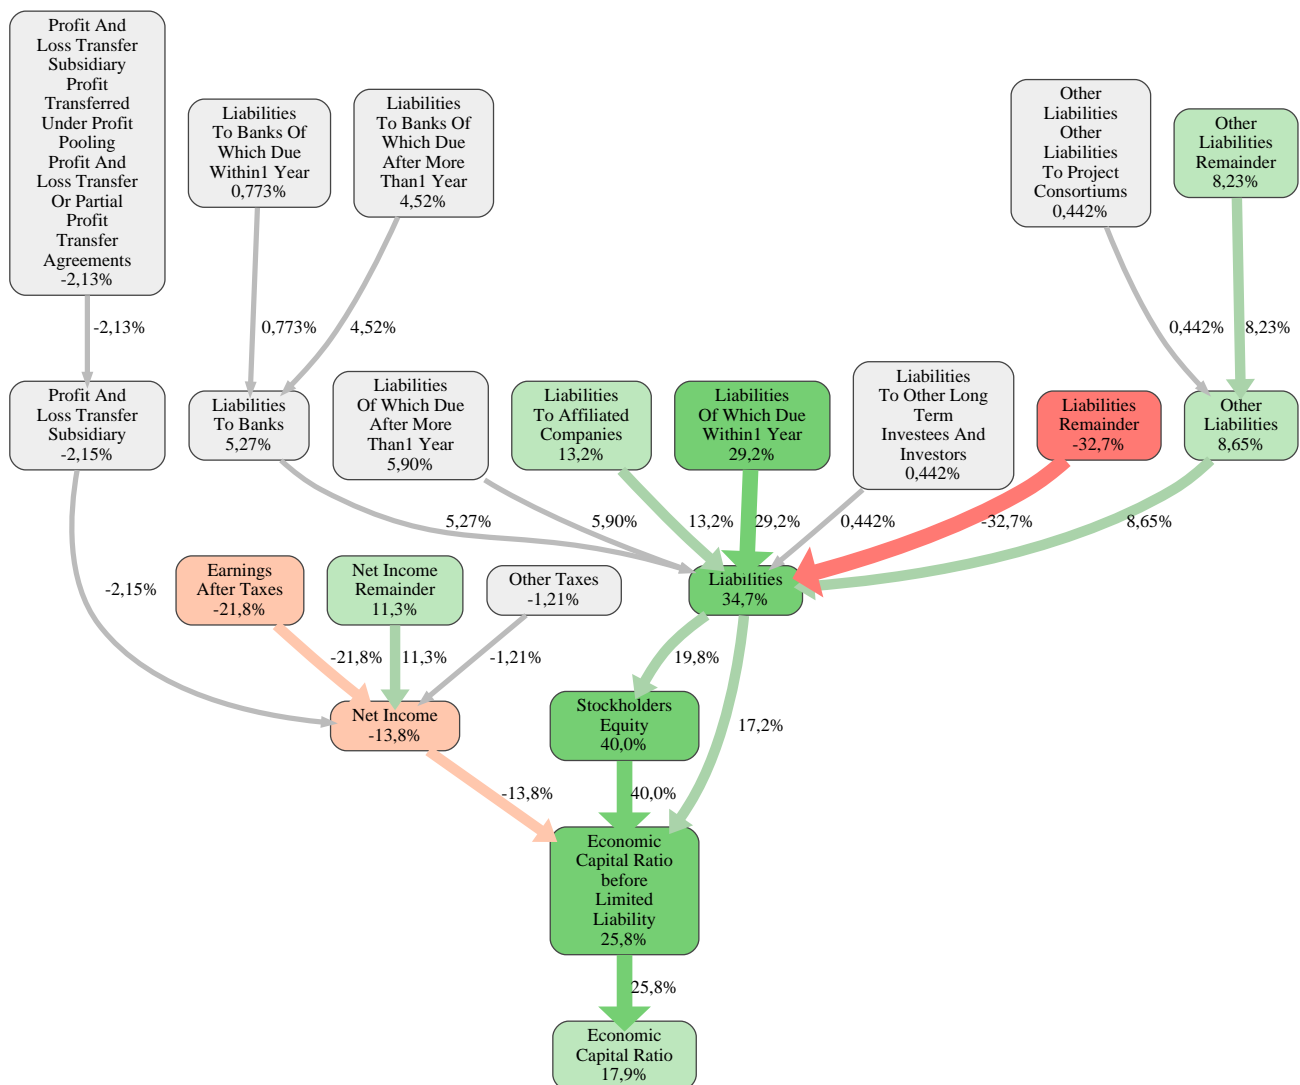 Profit And
Loss Transfer
Subsidiary
Profit
Transferred
Under Profit
Pooling
Profit And
Loss Transfer
Or Partial
Profit
Transfer
Agreements
-2,13%
Liabilities
To Banks Of
Which Due
Within1 Year
0,773%
Liabilities
To Banks Of
Which Due
After More
Than1 Year
4,52%
Other
Liabilities
Other
Liabilities
To Project
Consortiums
0,442%
Other
Liabilities
Remainder
8,23%
-2,13%
0,773%
4,52%
0,442%
8,23%
Profit And
Loss Transfer
Subsidiary
-2,15%
Liabilities
To Banks
5,27%
Liabilities
Of Which Due
After More
Than1 Year
5,90%
Liabilities
To Affiliated
Companies
13,2%
Liabilities
Of Which Due
Within1 Year
29,2%
Liabilities
To Other Long
Term
Investees And
Investors
0,442%
Liabilities
Remainder
-32,7%
Other
Liabilities
8,65%
5,27%
5,90%
13,2%
29,2%
0,442%
-32,7%
8,65%
-2,15%
Earnings
After Taxes
-21,8%
Net Income
Remainder
11,3%
Other Taxes
-1,21%
Liabilities
34,7%
-21,8%
11,3%
-1,21%
19,8%
17,2%
Net Income
-13,8%
Stockholders
Equity
40,0%
-13,8%
40,0%
Economic
Capital Ratio
before
Limited
Liability
25,8%
25,8%
Economic
Capital Ratio
17,9%